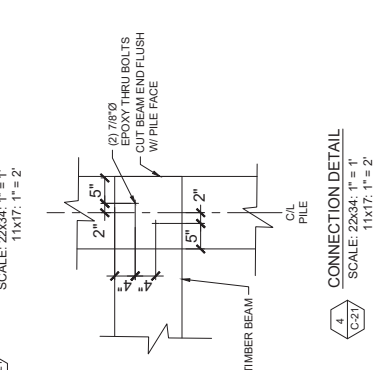 SCALE: 22x34: 1" = 1'
11x17: 1" = 2'
(2) 7/8"Ø
EPOXY THRU BOLTS
CUT BEAM END FLUSH
W/ PILE FACE
5"
2"
4"
4"
2"
5"
C/L
PILE
TIMBER BEAM
4
C-21
CONNECTION DETAIL
SCALE: 22x34: 1" = 1'
11x17: 1" = 2'